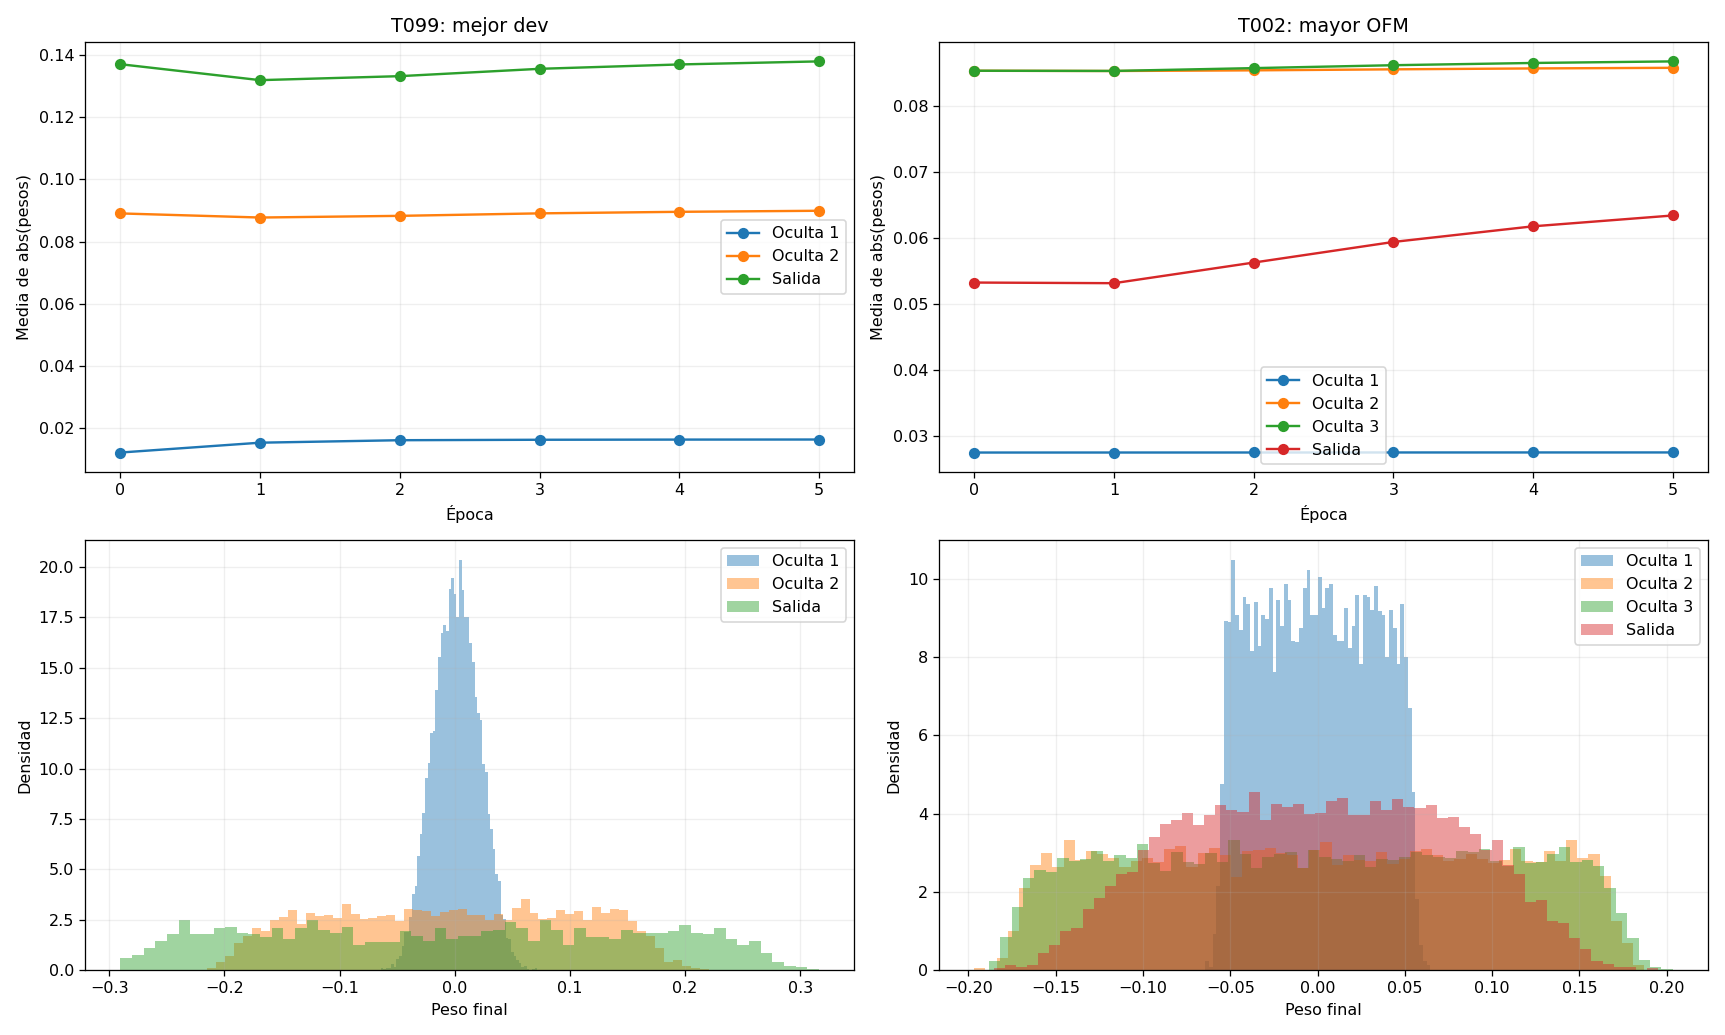 T099: mejor dev
Media de abs(pesos)
0.14
0.12
0.10
0.08
0.06
0.04
0.02
Oculta 1
Oculta 2
Salida
0 1 2 3 4 5
Época
T002: mayor OFM
Media de abs(pesos)
0.08
0.07
0.06
0.05
0.04
0.03
Oculta 1
Oculta 2
Oculta 3
Salida
0 1 2 3 4 5
Época
Densidad
20.0
17.5
15.0
12.5
10.0
7.5
5.0
2.5
0.0
Oculta 1
Oculta 2
Salida
−0.3 −0.2 −0.1 0.0 0.1 0.2 0.3
Peso final
Densidad
10
8
6
4
2
0
Oculta 1
Oculta 2
Oculta 3
Salida
−0.20 −0.15 −0.10 −0.05 0.00 0.05 0.10 0.15 0.20
Peso final